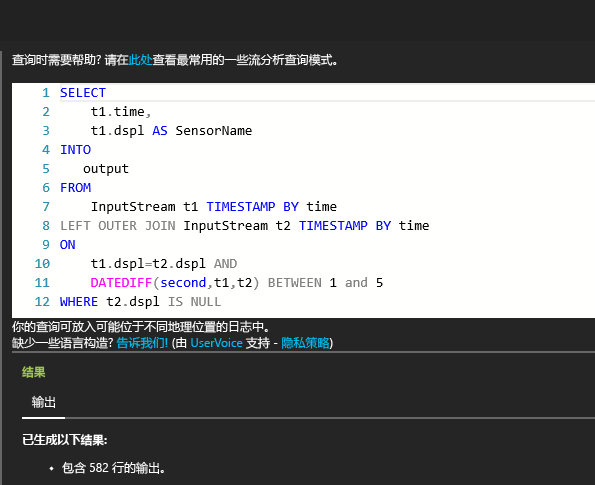 查询时需要帮助? 请在此处查看最常用的一些流分析查询模式。
1 SELECT
2 t1.time,
3 t1.dspl AS SensorName
4 INTO
5 output
6 FROM
7 InputStream t1 TIMESTAMP BY time
8 LEFT OUTER JOIN InputStream t2 TIMESTAMP BY time
9 ON
10 t1.dspl=t2.dspl AND
11 DATEDIFF(second,t1,t2) BETWEEN 1 and 5
12 WHERE t2.dspl IS NULL
你的查询可放入可能位于不同地理位置的日志中。
缺少一些语言构造? 告诉我们! (由 UserVoice 支持 - 隐私策略)
结果
输出
已生成以下结果:
• 包含 582 行的输出。